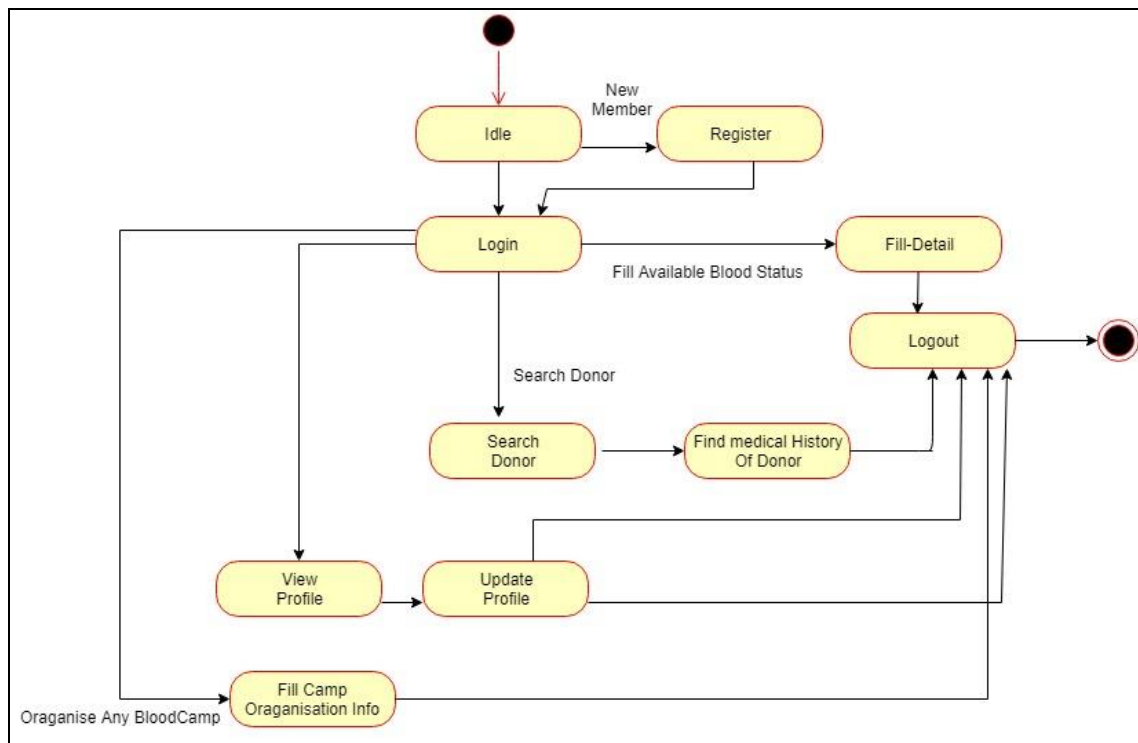 New
Member
Idle
Register
Login
Fill-Detail
Fill Available Blood Status
Logout
Search Donor
Search
Donor
Find medical History
Of Donor
View
Profile
Update
Profile
Fill Camp
Oraganisation Info
Oraganise Any BloodCamp